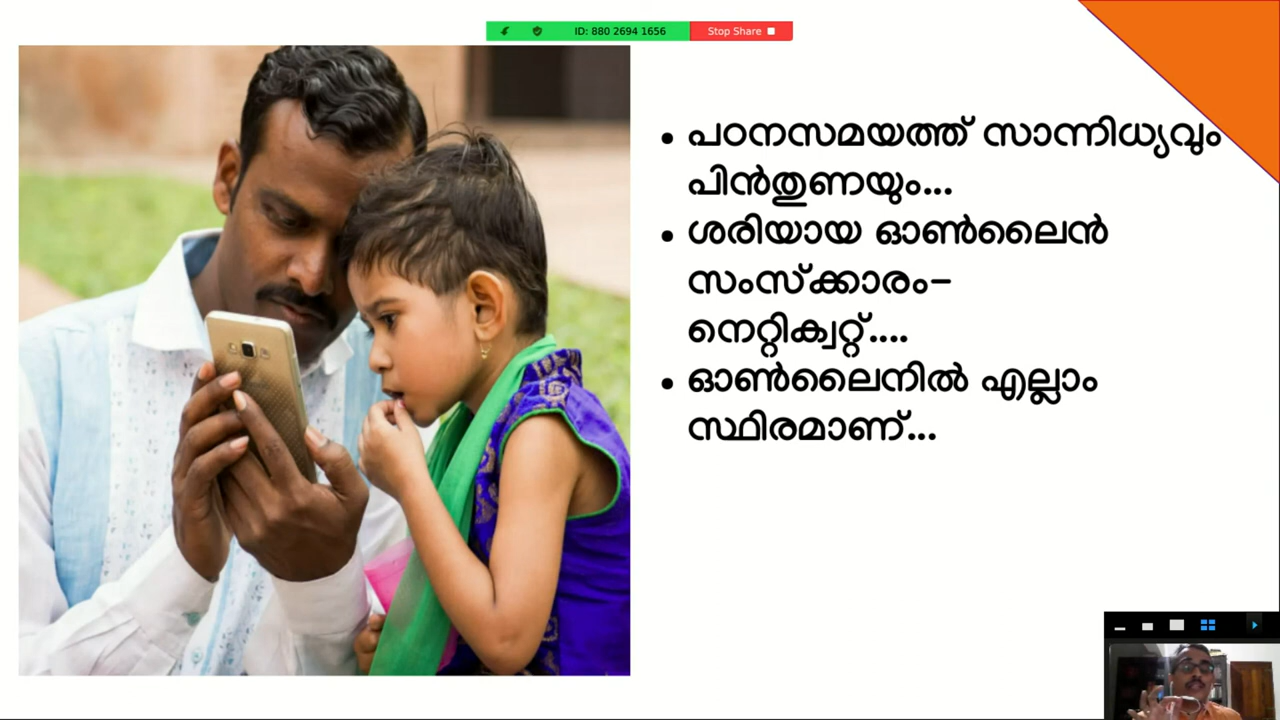 ID: 880 2694 1656 Stop Share
• പഠനസമയത്ത് സാന്നിധ്യവും
പിൻതുണയും...
• ശരിയായ ഓൺലൈൻ
സംസ്ക്കാരം-
നെറ്റിക്വറ്റ്....
• ഓൺലൈനിൽ എല്ലാം
സ്ഥിരമാണ്...